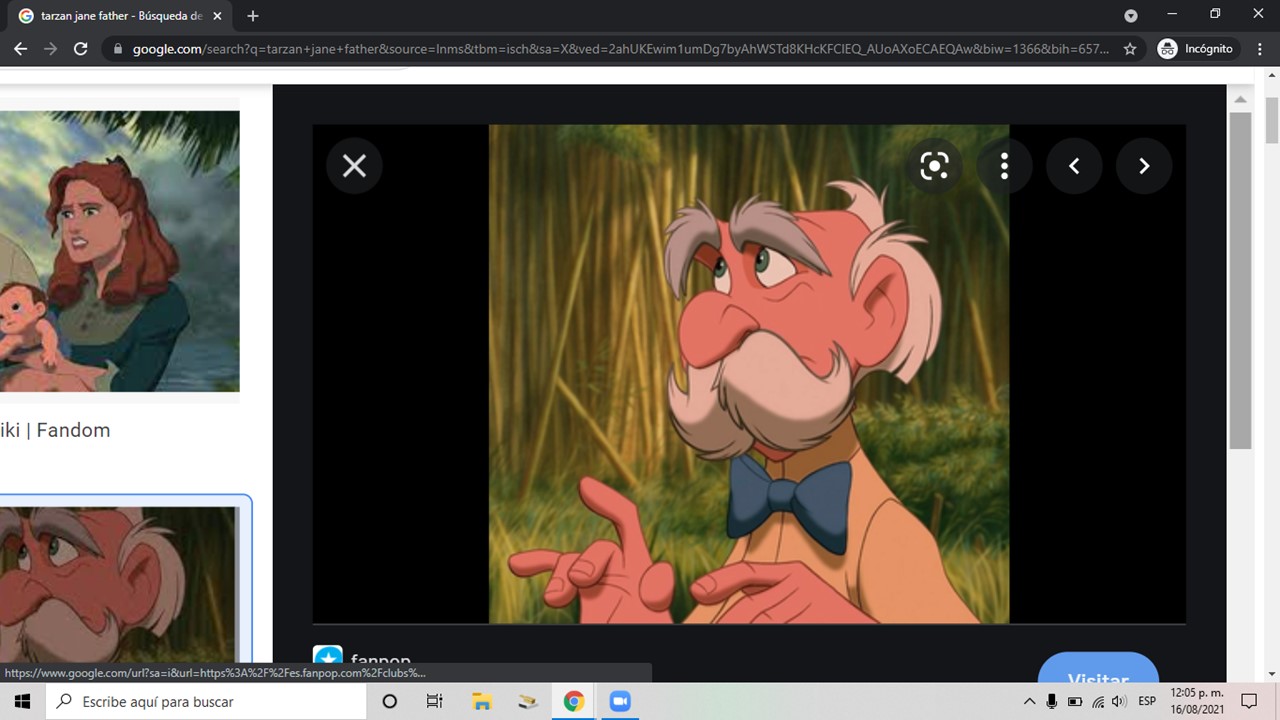 tarzan jane father - Búsqueda de
google.com/search?q=tarzan+jane+father&source=lnms&tbm=isch&sa=X&ved=2ahUKEwim1umDg7byAhWSTd8KHcKFCIEQ_AUoAXoECAEQAw&biw=1366&bih=657...
Incógnito
iki | Fandom
fanpop
Visitar
https://www.google.com/url?sa=i&url=https%3A%2F%2Fes.fanpop.com%2Fclubs%...
Escribe aquí para buscar
ESP
12:05 p. m.
16/08/2021